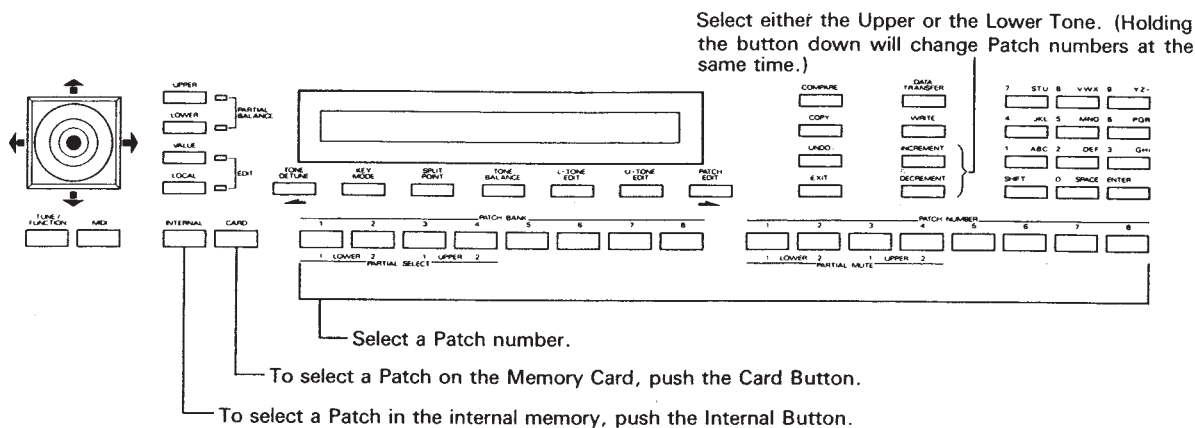 Select either the Upper or the Lower Tone. (Holding
the button down will change Patch numbers at the
same time.)
UPPER
LOWER
PARTIAL
BALANCE
VALUE
LOCAL
EDIT
TUNE/
FUNCTION
MIDI
INTERNAL
CARD
TONE
DETUNE
KEY
MODE
SPLIT
POINT
TONE
BALANCE
L-TONE
EDIT
U-TONE
EDIT
PATCH
EDIT
COMPARE
DATA
TRANSFER
COPY
WRITE
UNDO
INCREMENT
EXIT
DECREMENT
7 STU 8 VWX 9 YZ-
4 JKL 5 MNO 6 PQR
1 ABC 2 DEF 3 GHI
SHIFT 0 SPACE ENTER
PATCH BANK
1 2 3 4 5 6 7 8
1 LOWER 2 1 UPPER 2
PARTIAL SELECT
PATCH NUMBER
1 2 3 4 5 6 7 8
1 LOWER 2 1 UPPER 2
PARTIAL MUTE
Select a Patch number.
To select a Patch on the Memory Card, push the Card Button.
To select a Patch in the internal memory, push the Internal Button.